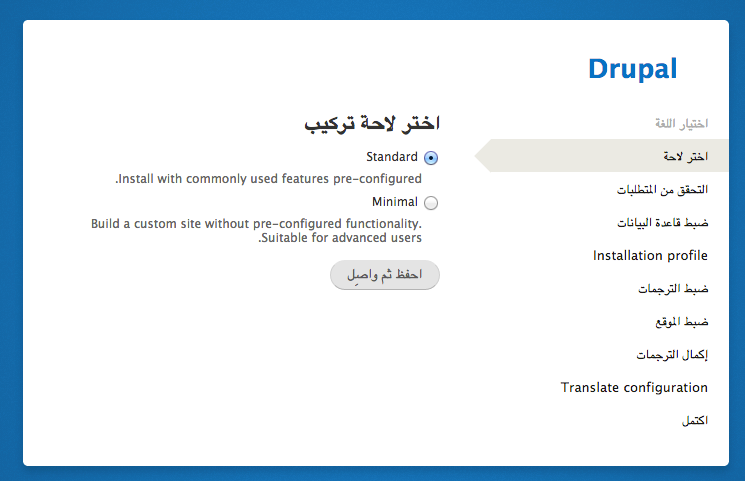 Drupal
اختيار اللغة
اختر لاحة
التحقق من المتطلبات
ضبط قاعدة البيانات
Installation profile
ضبط الترجمات
ضبط الموقع
إكمال الترجمات
Translate configuration
اكتمل
اختر لاحة تركيب
Standard
.Install with commonly used features pre-configured
Minimal
Build a custom site without pre-configured functionality.
.Suitable for advanced users
احفظ ثم واصِل